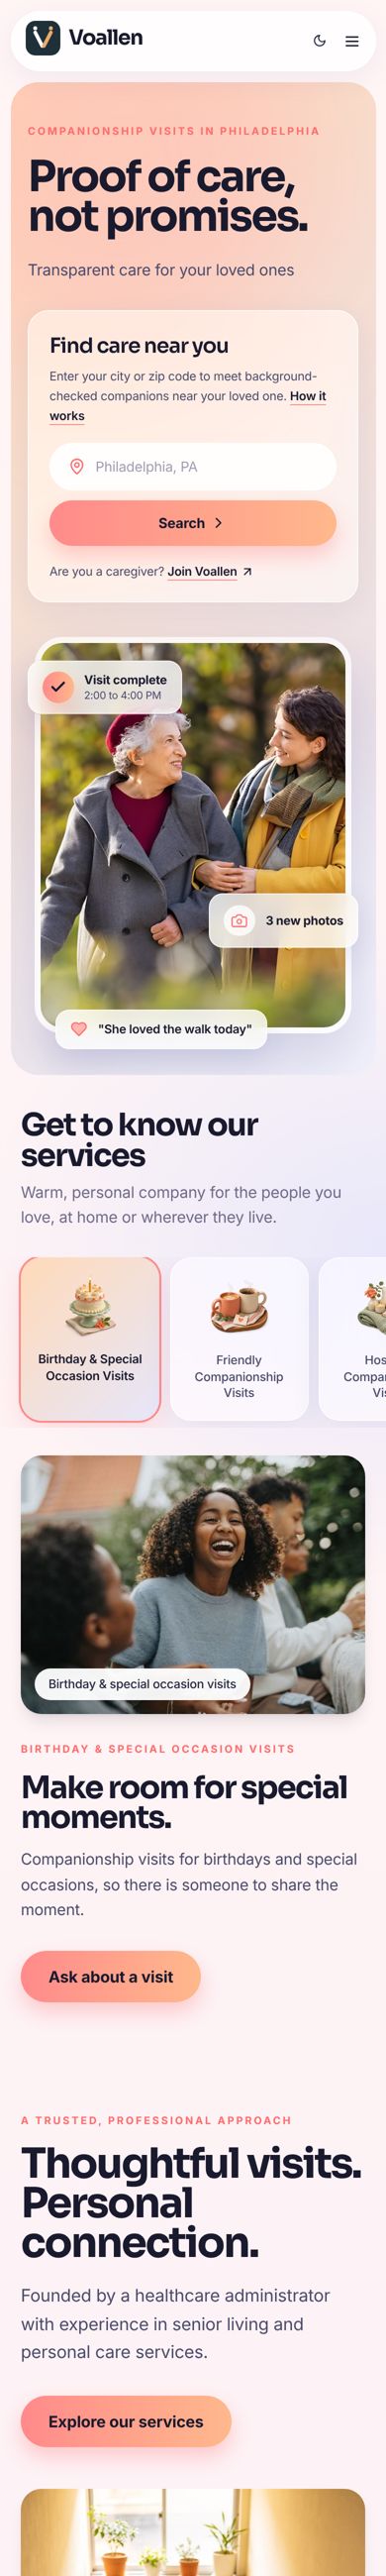 Voallen
COMPANIONSHIP VISITS IN PHILADELPHIA
Proof of care,
not promises.
Transparent care for your loved ones
Find care near you
Enter your city or zip code to meet background-
checked companions near your loved one. How it
works
Philadelphia, PA
Search
Are you a caregiver? Join Voallen
Visit complete
2:00 to 4:00 PM
3 new photos
"She loved the walk today"
Get to know our
services
Warm, personal company for the people you
love, at home or wherever they live.
Birthday & Special
Occasion Visits
Friendly
Companionship
Visits
Hos
Compan
Vis
Birthday & special occasion visits
BIRTHDAY & SPECIAL OCCASION VISITS
Make room for special
moments.
Companionship visits for birthdays and special
occasions, so there is someone to share the
moment.
Ask about a visit
A TRUSTED, PROFESSIONAL APPROACH
Thoughtful visits.
Personal
connection.
Founded by a healthcare administrator
with experience in senior living and
personal care services.
Explore our services